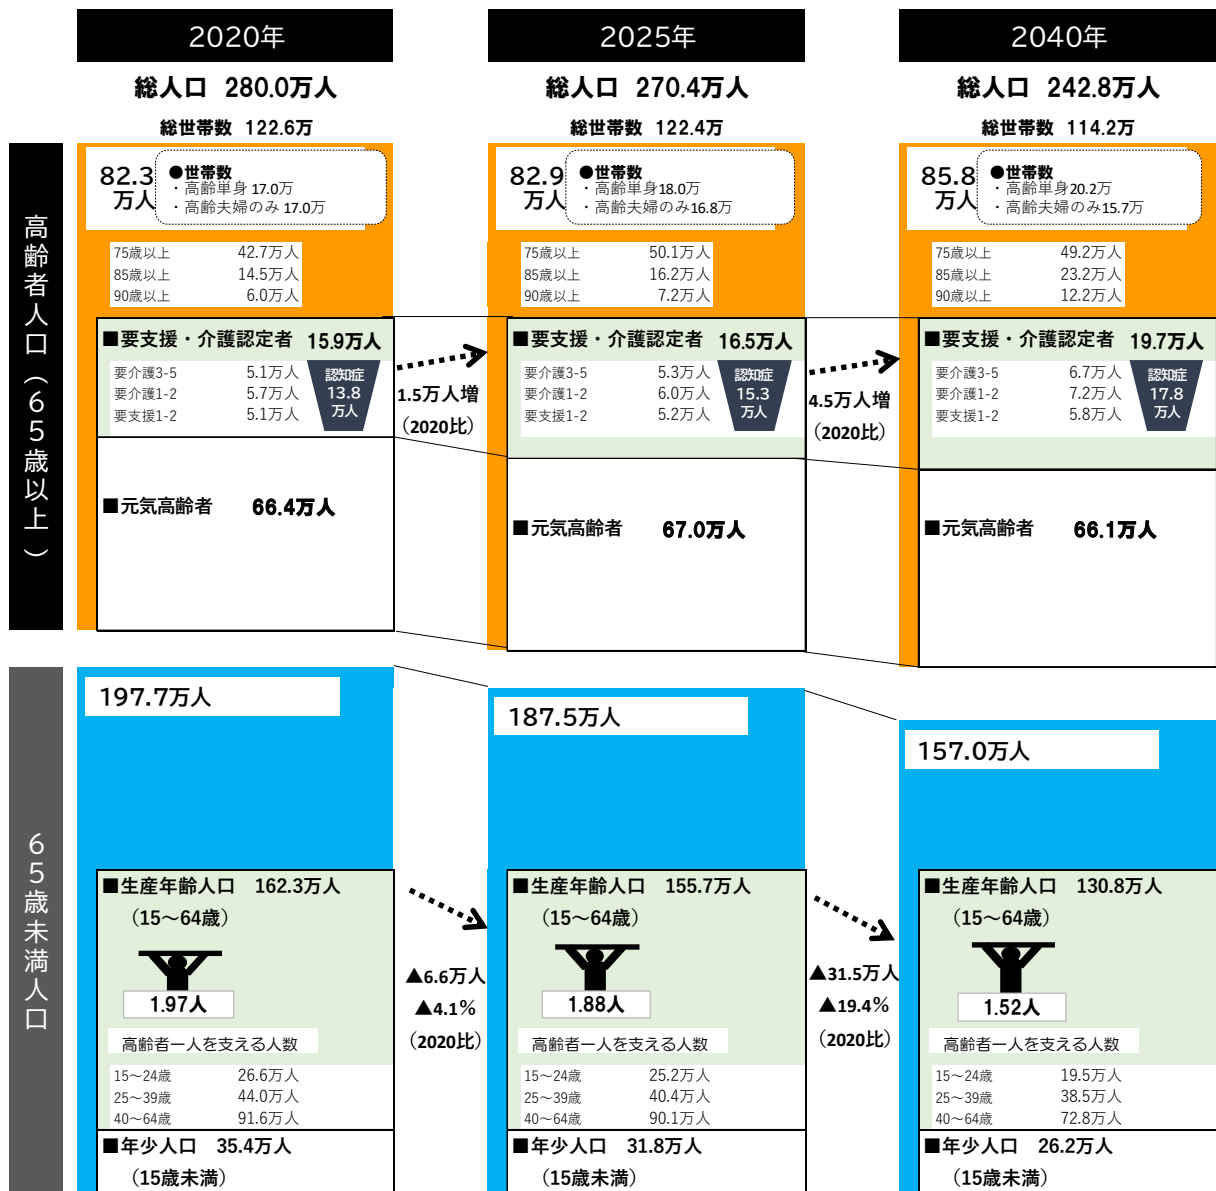 2020年
総人口 280.0万人
総世帯数 122.6万
2025年
総人口 270.4万人
総世帯数 122.4万
2040年
総人口 242.8万人
総世帯数 114.2万
高齢者人口（65歳以上）
82.3
万人
●世帯数
・高齢単身 17.0万
・高齢夫婦のみ 17.0万
75歳以上 42.7万人
85歳以上 14.5万人
90歳以上 6.0万人
■要支援・介護認定者 15.9万人
要介護3-5 5.1万人
要介護1-2 5.7万人
要支援1-2 5.1万人
認知症
13.8
万人
■元気高齢者 66.4万人
1.5万人増
（2020比）
82.9
万人
●世帯数
・高齢単身18.0万
・高齢夫婦のみ16.8万
75歳以上 50.1万人
85歳以上 16.2万人
90歳以上 7.2万人
■要支援・介護認定者 16.5万人
要介護3-5 5.3万人
要介護1-2 6.0万人
要支援1-2 5.2万人
認知症
15.3
万人
■元気高齢者 67.0万人
4.5万人増
（2020比）
85.8
万人
●世帯数
・高齢単身20.2万
・高齢夫婦のみ15.7万
75歳以上 49.2万人
85歳以上 23.2万人
90歳以上 12.2万人
■要支援・介護認定者 19.7万人
要介護3-5 6.7万人
要介護1-2 7.2万人
要支援1-2 5.8万人
認知症
17.8
万人
■元気高齢者 66.1万人
65歳未満人口
197.7万人
■生産年齢人口 162.3万人
（15～64歳）
1.97人
高齢者一人を支える人数
15～24歳 26.6万人
25～39歳 44.0万人
40～64歳 91.6万人
■年少人口 35.4万人
（15歳未満）
▲6.6万人
▲4.1%
（2020比）
187.5万人
■生産年齢人口 155.7万人
（15～64歳）
1.88人
高齢者一人を支える人数
15～24歳 25.2万人
25～39歳 40.4万人
40～64歳 90.1万人
■年少人口 31.8万人
（15歳未満）
▲31.5万人
▲19.4%
（2020比）
157.0万人
■生産年齢人口 130.8万人
（15～64歳）
1.52人
高齢者一人を支える人数
15～24歳 19.5万人
25～39歳 38.5万人
40～64歳 72.8万人
■年少人口 26.2万人
（15歳未満）